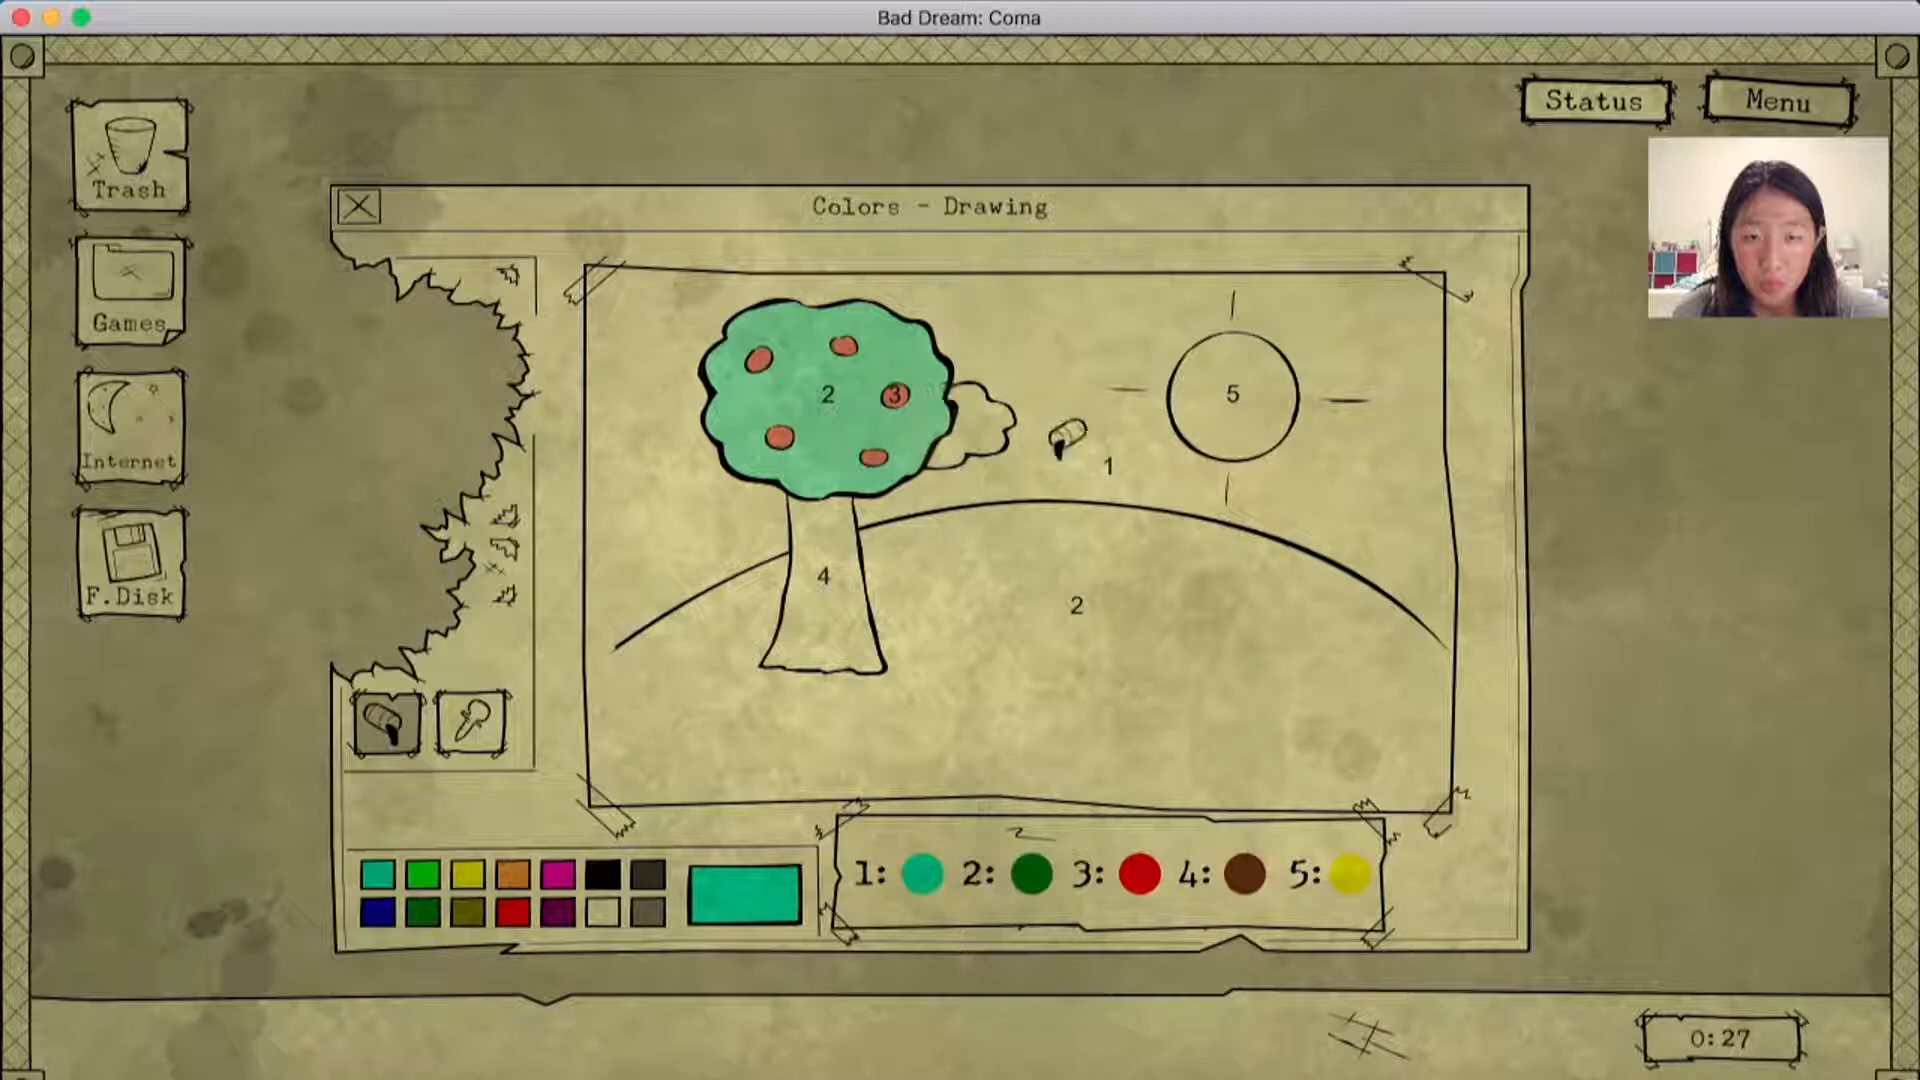 Bad Dream: Coma
Status
Menu
Trash
Games
Internet
F.Disk
Colors - Drawing
2
3
5
1
4
2
1: 2: 3: 4: 5:
0:27